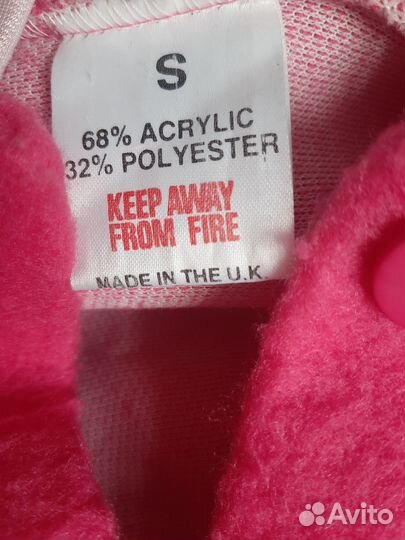 S
68% ACRYLIC
32% POLYESTER
KEEP AWAY
FROM FIRE
MADE IN THE U.K.
Avito